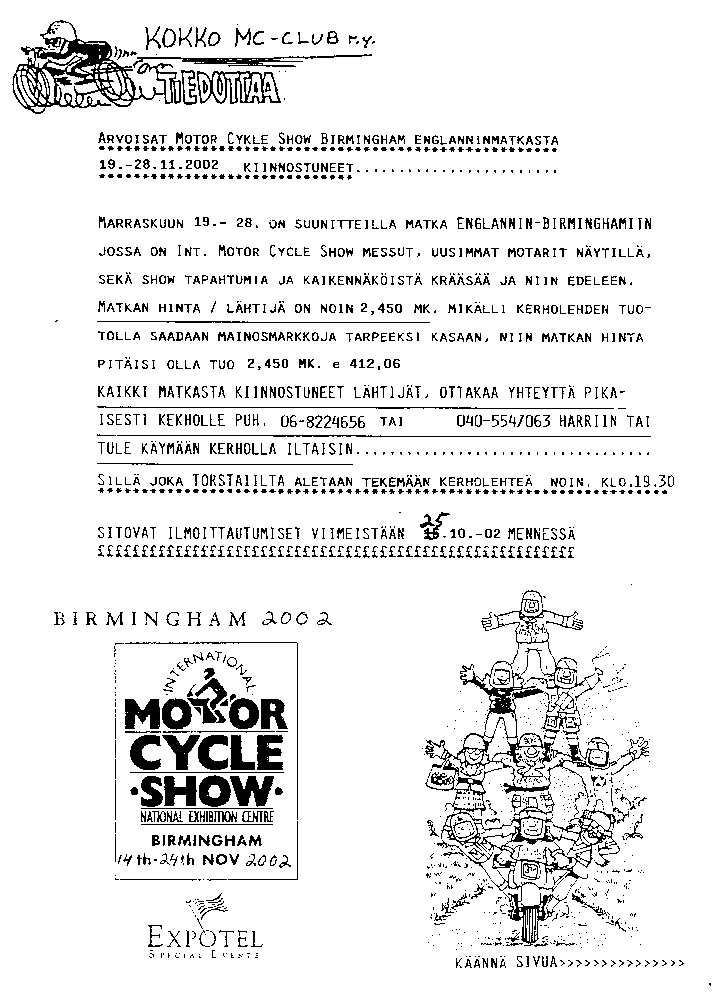 KOKKO MC-CLUB r.y.
TIEDOTTAA
ARVOISAT MOTOR CYKLE SHOW BIRMINGHAM ENGLANNINMATKASTA
19.-28.11.2002 KIINNOSTUNEET........................
MARRASKUUN 19.- 28. ON SUUNITTEILLA MATKA ENGLANNIN-BIRMINGHAMIIN
JOSSA ON INT. MOTOR CYCLE SHOW MESSUT, UUSIMMAT MOTARIT NÄYTILLÄ,
SEKÄ SHOW TAPAHTUMIA JA KAIKENNÄKÖISTÄ KRÄÄSÄÄ JA NIIN EDELEEN.
MATKAN HINTA / LÄHTIJÄ ON NOIN 2,450 MK. MIKÄLLI KERHOLEHDEN TUO-
TOLLA SAADAAN MAINOSMARKKOJA TARPEEKSI KASAAN, NIIN MATKAN HINTA
PITÄISI OLLA TUO 2,450 MK. e 412,06
KAIKKI MATKASTA KIINNOSTUNEET LÄHTIJÄT, OTTAKAA YHTEYTTÄ PIKA-
ISESTI KEKHOLLE PUH. 06-8224656 TAI 040-5547063 HARRIIN TAI
TULE KÄYMÄÄN KERHOLLA ILTAISIN..................................
SILLÄ JOKA TORSTAIILTA ALETAAN TEKEMÄÄN KERHOLEHTEÄ NOIN. KLO.19.30
SITOVAT ILMOITTAUTUMISET VIIMEISTÄÄN 25.10.-02 MENNESSÄ
££££££££££££££££££££££££££££££££££££££££££££££££££££££
BIRMINGHAM 2002
INTERNATIONAL
MOTOR
CYCLE
·SHOW·
NATIONAL EXHIBITION CENTRE
BIRMINGHAM
14th-24th NOV 2002
EXPOTEL
SPECIAL EVENTS
KÄÄNNÄ SIVUA>>>>>>>>>>>>>>>